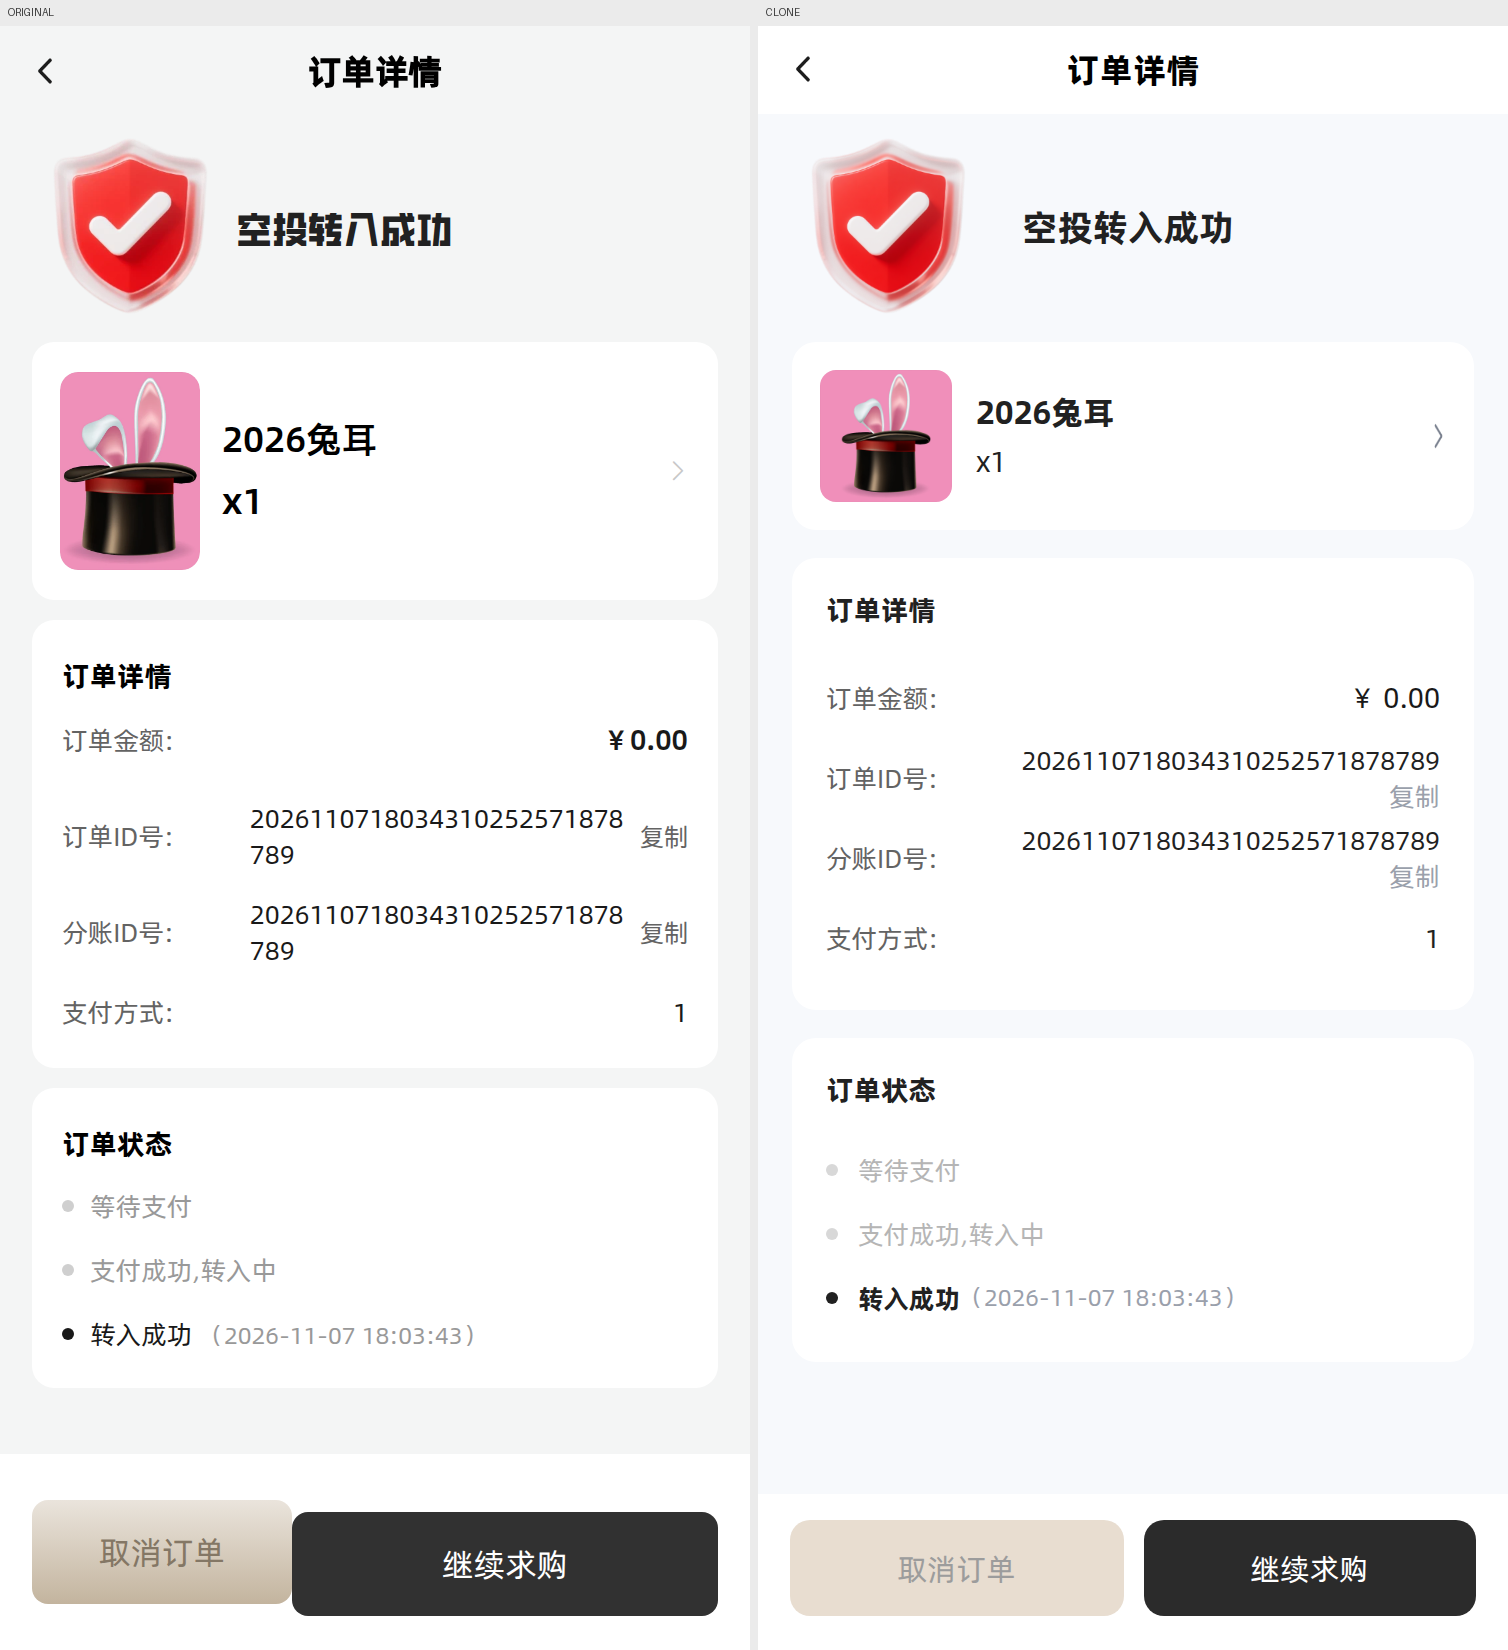 ORIGINAL
订单详情
空投转入成功
2026兔耳
x1
订单详情
订单金额：
¥ 0.00
订单ID号：
2026110718034310252571878
789
复制
分账ID号：
2026110718034310252571878
789
复制
支付方式：
1
订单状态
等待支付
支付成功,转入中
转入成功（2026-11-07 18:03:43）
取消订单
继续求购
CLONE
订单详情
空投转入成功
2026兔耳
x1
订单详情
订单金额：
¥ 0.00
订单ID号：
2026110718034310252571878789
复制
分账ID号：
2026110718034310252571878789
复制
支付方式：
1
订单状态
等待支付
支付成功,转入中
转入成功（2026-11-07 18:03:43）
取消订单
继续求购